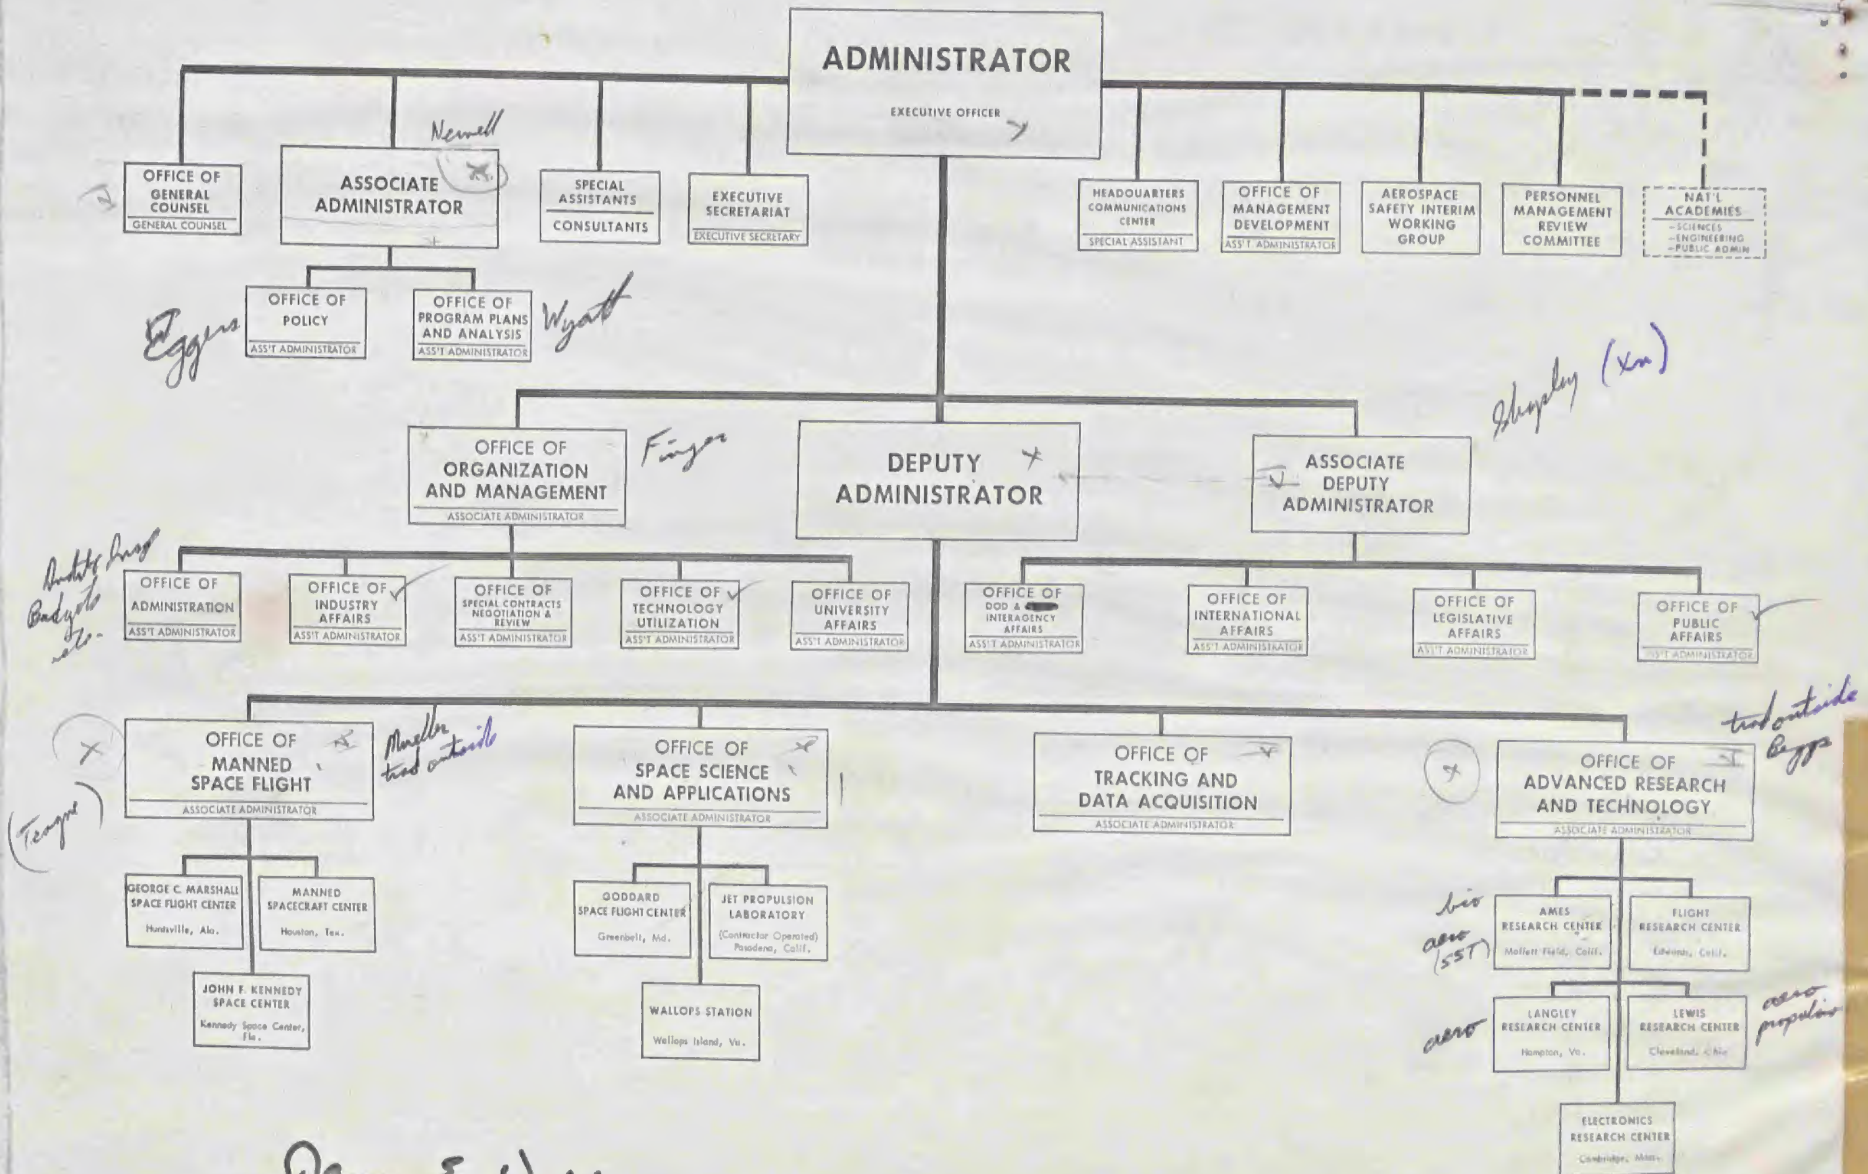 ADMINISTRATOR
EXECUTIVE OFFICER
Newell
OFFICE OF
GENERAL
COUNSEL
GENERAL COUNSEL
ASSOCIATE
ADMINISTRATOR
SPECIAL
ASSISTANTS
CONSULTANTS
EXECUTIVE
SECRETARIAT
EXECUTIVE SECRETARY
HEADQUARTERS
COMMUNICATIONS
CENTER
SPECIAL ASSISTANT
OFFICE OF
MANAGEMENT
DEVELOPMENT
ASS'T ADMINISTRATOR
AEROSPACE
SAFETY INTERIM
WORKING
GROUP
PERSONNEL
MANAGEMENT
REVIEW
COMMITTEE
NAT'L
ACADEMIES
-SCIENCES
-ENGINEERING
-PUBLIC ADMIN
Eggers
OFFICE OF
POLICY
ASS'T ADMINISTRATOR
OFFICE OF
PROGRAM PLANS
AND ANALYSIS
ASS'T ADMINISTRATOR
Wyatt
OFFICE OF
ORGANIZATION
AND MANAGEMENT
ASSOCIATE ADMINISTRATOR
Finger
DEPUTY
ADMINISTRATOR
ASSOCIATE
DEPUTY
ADMINISTRATOR
Shapley (xn)
Budgets
etc-
OFFICE OF
ADMINISTRATION
ASS'T ADMINISTRATOR
OFFICE OF
INDUSTRY
AFFAIRS
ASS'T ADMINISTRATOR
OFFICE OF
SPECIAL CONTRACTS
NEGOTIATION &
REVIEW
ASS'T ADMINISTRATOR
OFFICE OF
TECHNOLOGY
UTILIZATION
ASS'T ADMINISTRATOR
OFFICE OF
UNIVERSITY
AFFAIRS
ASS'T ADMINISTRATOR
OFFICE OF
DOD &
INTERAGENCY
AFFAIRS
ASS'T ADMINISTRATOR
OFFICE OF
INTERNATIONAL
AFFAIRS
ASS'T ADMINISTRATOR
OFFICE OF
LEGISLATIVE
AFFAIRS
ASS'T ADMINISTRATOR
OFFICE OF
PUBLIC
AFFAIRS
ASS'T ADMINISTRATOR
(Teague)
OFFICE OF
MANNED
SPACE FLIGHT
ASSOCIATE ADMINISTRATOR
Mueller
trad outside
OFFICE OF
SPACE SCIENCE
AND APPLICATIONS
ASSOCIATE ADMINISTRATOR
OFFICE OF
TRACKING AND
DATA ACQUISITION
ASSOCIATE ADMINISTRATOR
OFFICE OF
ADVANCED RESEARCH
AND TECHNOLOGY
ASSOCIATE ADMINISTRATOR
trad outside
Beggs
GEORGE C. MARSHALL
SPACE FLIGHT CENTER
Huntsville, Ala.
MANNED
SPACECRAFT CENTER
Houston, Tex.
JOHN F. KENNEDY
SPACE CENTER
Kennedy Space Center,
Fla.
GODDARD
SPACE FLIGHT CENTER
Greenbelt, Md.
JET PROPULSION
LABORATORY
(Contractor Operated)
Pasadena, Calif.
WALLOPS STATION
Wallops Island, Va.
bio
aero
(SST)
AMES
RESEARCH CENTER
Moffett Field, Calif.
FLIGHT
RESEARCH CENTER
Edwards, Calif.
aero
LANGLEY
RESEARCH CENTER
Hampton, Va.
LEWIS
RESEARCH CENTER
Cleveland, Ohio
aero
ELECTRONICS
RESEARCH CENTER
Cambridge, Mass.